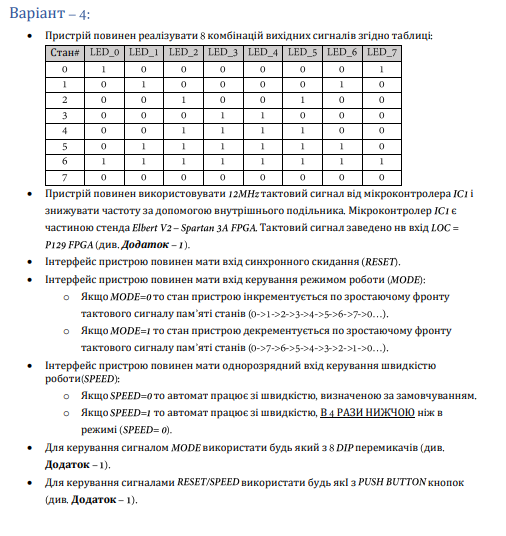 Варіант – 4:
• Пристрій повинен реалізувати 8 комбінацій вихідних сигналів згідно таблиці:
Стан# LED_0 LED_1 LED_2 LED_3 LED_4 LED_5 LED_6 LED_7
0 1 0 0 0 0 0 0 1
1 0 1 0 0 0 0 1 0
2 0 0 1 0 0 1 0 0
3 0 0 0 1 1 0 0 0
4 0 0 1 1 1 1 0 0
5 0 1 1 1 1 1 1 0
6 1 1 1 1 1 1 1 1
7 0 0 0 0 0 0 0 0
• Пристрій повинен використовувати 12MHz тактовий сигнал від мікроконтролера IC1 і
знижувати частоту за допомогою внутрішнього подільника. Мікроконтролер IC1 є
частиною стенда Elbert V2 – Spartan 3A FPGA. Тактовий сигнал заведено нв вхід LOC =
P129 FPGA (див. Додаток – 1).
• Інтерфейс пристрою повинен мати вхід синхронного скидання (RESET).
• Інтерфейс пристрою повинен мати вхід керування режимом роботи (MODE):
o Якщо MODE=0 то стан пристрою інкрементується по зростаючому фронту
тактового сигналу пам'яті станів (0->1->2->3->4->5->6->7->0…).
o Якщо MODE=1 то стан пристрою декрементується по зростаючому фронту
тактового сигналу пам'яті станів (0->7->6->5->4->3->2->1->0…).
• Інтерфейс пристрою повинен мати однорозрядний вхід керування швидкістю
роботи(SPEED):
o Якщо SPEED=0 то автомат працює зі швидкістю, визначеною за замовчуванням.
o Якщо SPEED=1 то автомат працює зі швидкістю, В 4 РАЗИ НИЖЧОЮ ніж в
режимі (SPEED= 0).
• Для керування сигналом MODE використати будь який з 8 DIP перемикачів (див.
Додаток – 1).
• Для керування сигналами RESET/SPEED використати будь які з PUSH BUTTON кнопок
(див. Додаток – 1).